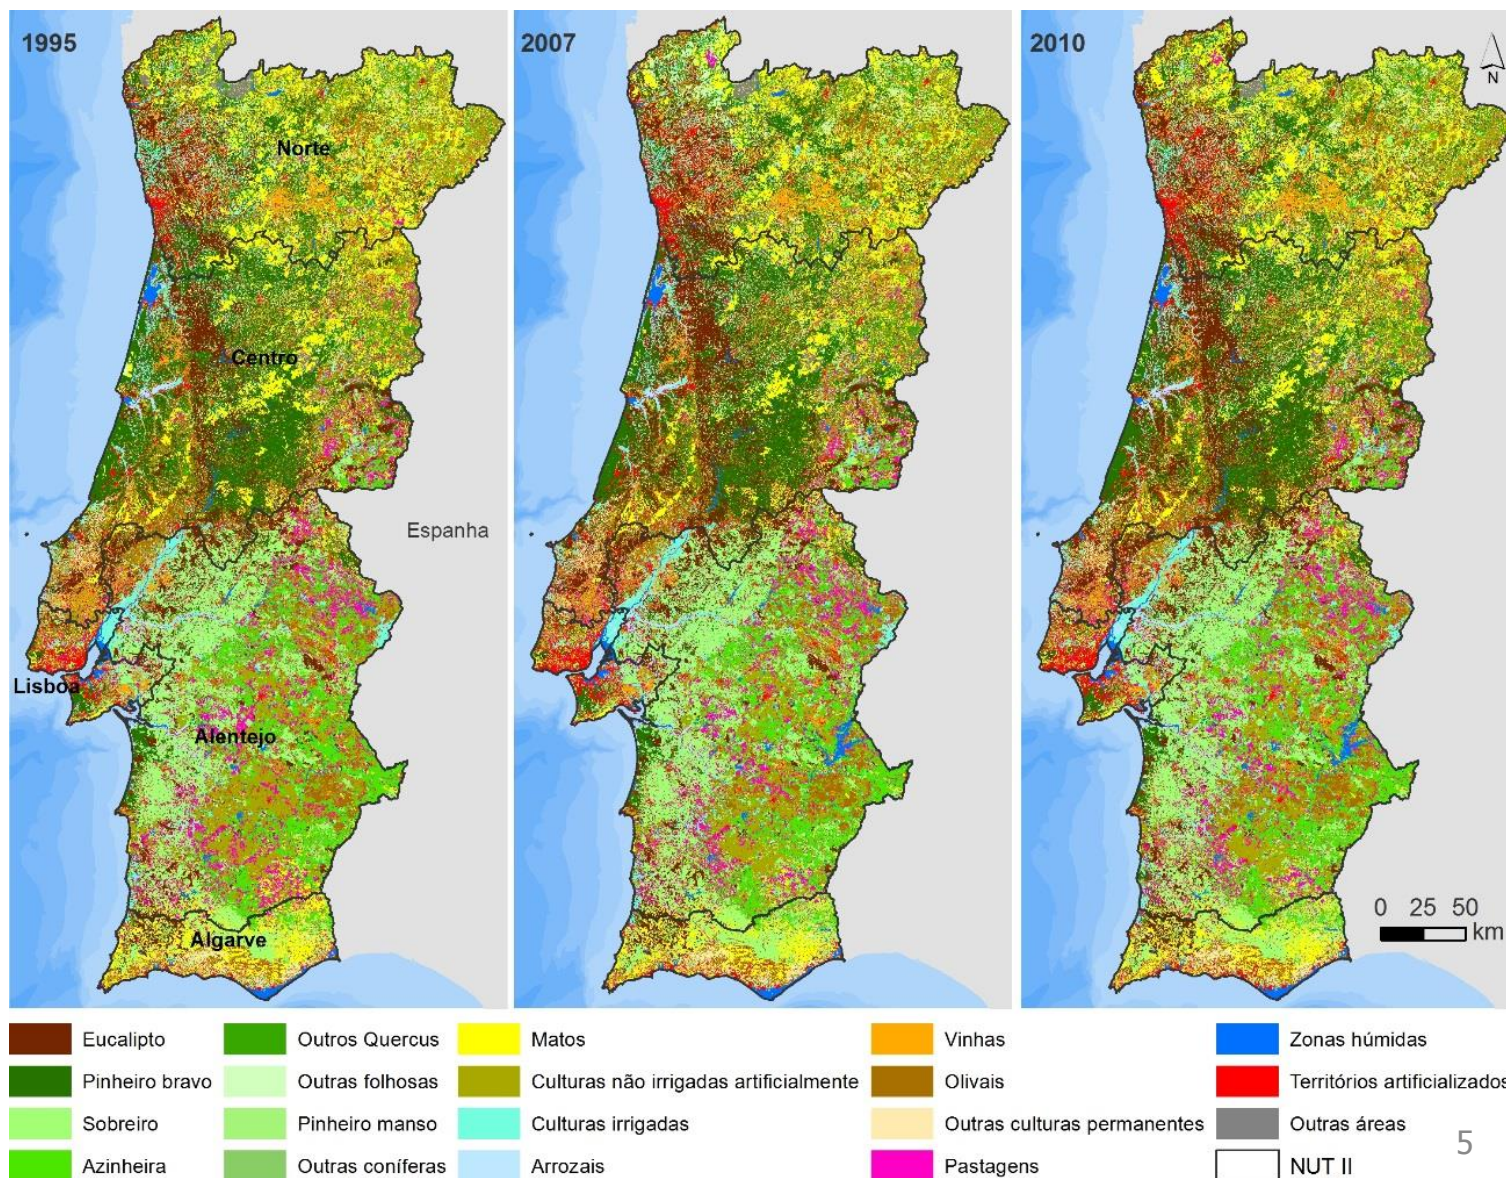 1995
2007
2010
N
Norte
Centro
Espanha
Lisboa
Alentejo
Algarve
0 25 50
km
Eucalipto
Outros Quercus
Matos
Vinhas
Zonas húmidas
Pinheiro bravo
Outras folhosas
Culturas não irrigadas artificialmente
Olivais
Territórios artificializados
Sobreiro
Pinheiro manso
Culturas irrigadas
Outras culturas permanentes
Outras áreas
Azinheira
Outras coníferas
Arrozais
Pastagens
NUT II
5